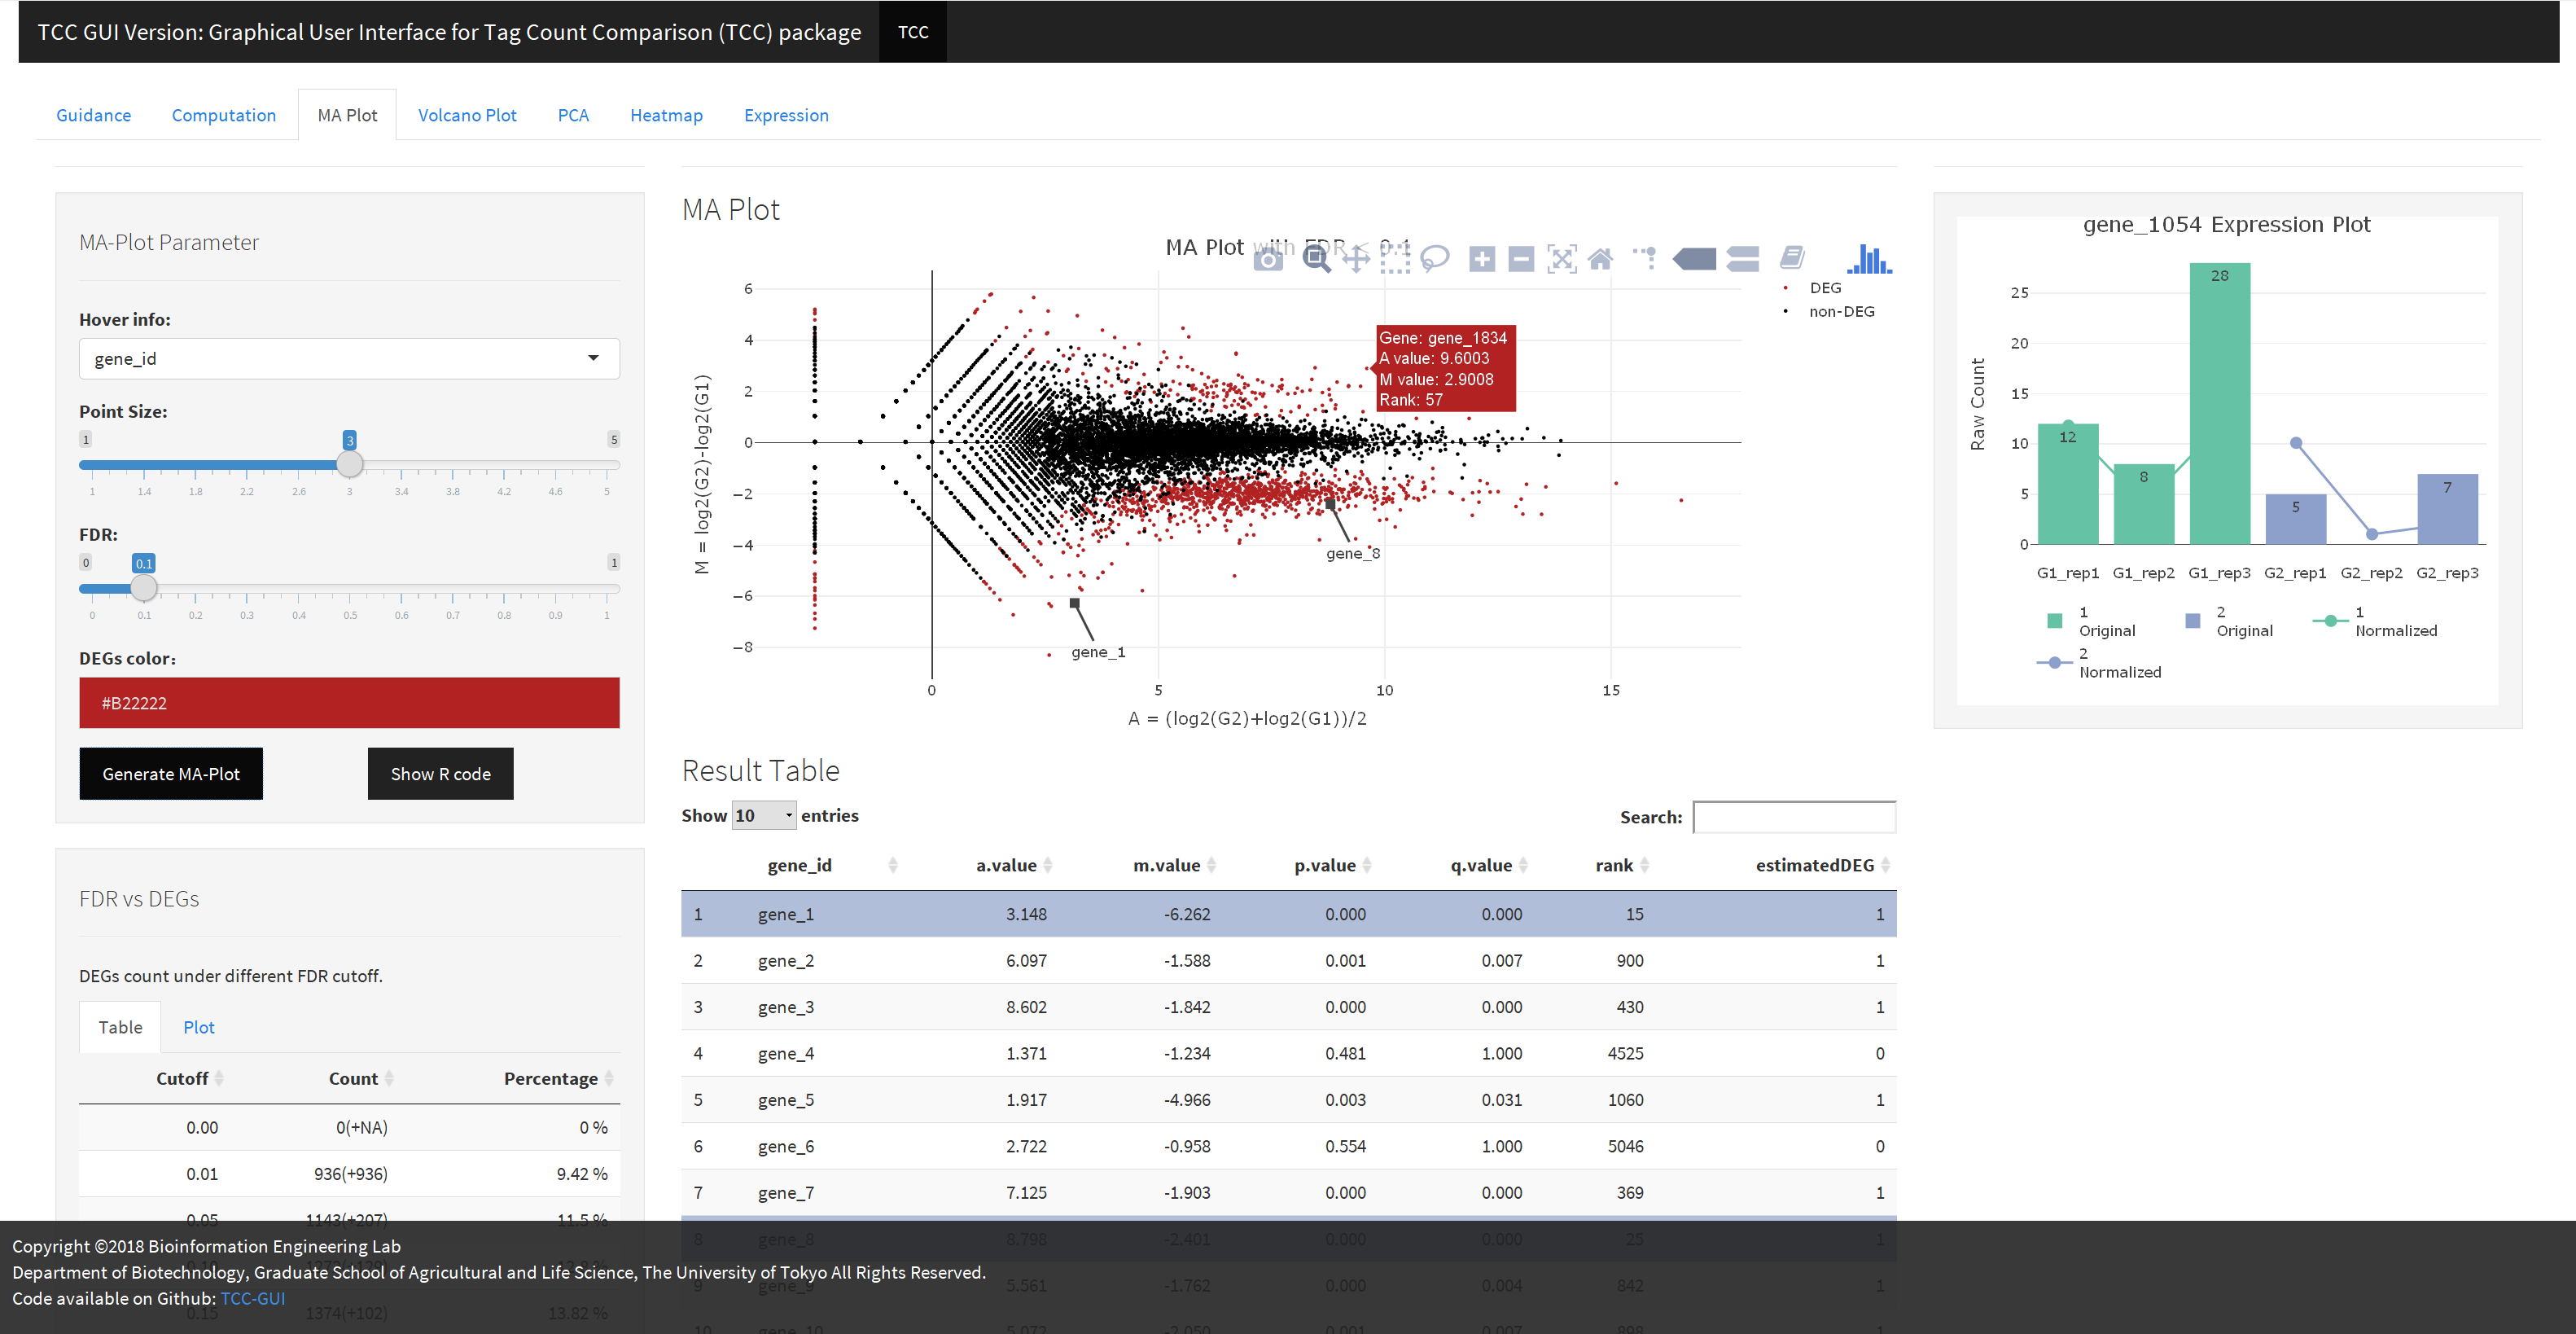 TCC GUI Version: Graphical User Interface for Tag Count Comparison (TCC) package TCC
Guidance Computation MA Plot Volcano Plot PCA Heatmap Expression
MA-Plot Parameter
Hover info:
gene_id
Point Size:
1 3 5
1 1.4 1.8 2.2 2.6 3 3.4 3.8 4.2 4.6 5
FDR:
0 0.1 1
0 0.1 0.2 0.3 0.4 0.5 0.6 0.7 0.8 0.9 1
DEGs color:
#B22222
Generate MA-Plot Show R code
FDR vs DEGs
DEGs count under different FDR cutoff.
Table Plot
Cutoff Count Percentage
0.00 0(+NA) 0 %
0.01 936(+936) 9.42 %
0.05 1143(+207) 11.5 %
0.15 1374(+102) 13.82 %
MA Plot
MA Plot with FDR < 0.1
DEG
non-DEG
Gene: gene_1834
A value: 9.6003
M value: 2.9008
Rank: 57
M = log2(G2)-log2(G1)
6
4
2
0
−2
−4
−6
−8
gene_8
gene_1
0 5 10 15
A = (log2(G2)+log2(G1))/2
Result Table
Show 10 entries
Search:
gene_id a.value m.value p.value q.value rank estimatedDEG
1 gene_1 3.148 -6.262 0.000 0.000 15 1
2 gene_2 6.097 -1.588 0.001 0.007 900 1
3 gene_3 8.602 -1.842 0.000 0.000 430 1
4 gene_4 1.371 -1.234 0.481 1.000 4525 0
5 gene_5 1.917 -4.966 0.003 0.031 1060 1
6 gene_6 2.722 -0.958 0.554 1.000 5046 0
7 gene_7 7.125 -1.903 0.000 0.000 369 1
8 gene_8 8.798 -2.401 0.000 0.000 25 1
9 gene_9 5.561 -1.762 0.000 0.004 842 1
10 gene_10 5.072 -2.050 0.001 0.007 898 1
gene_1054 Expression Plot
Raw Count
25
20
15
10
5
0
12
8
28
5
7
G1_rep1 G1_rep2 G1_rep3 G2_rep1 G2_rep2 G2_rep3
1
Original
2
Original
1
Normalized
2
Normalized
Copyright ©2018 Bioinformation Engineering Lab
Department of Biotechnology, Graduate School of Agricultural and Life Science, The University of Tokyo All Rights Reserved.
Code available on Github: TCC-GUI